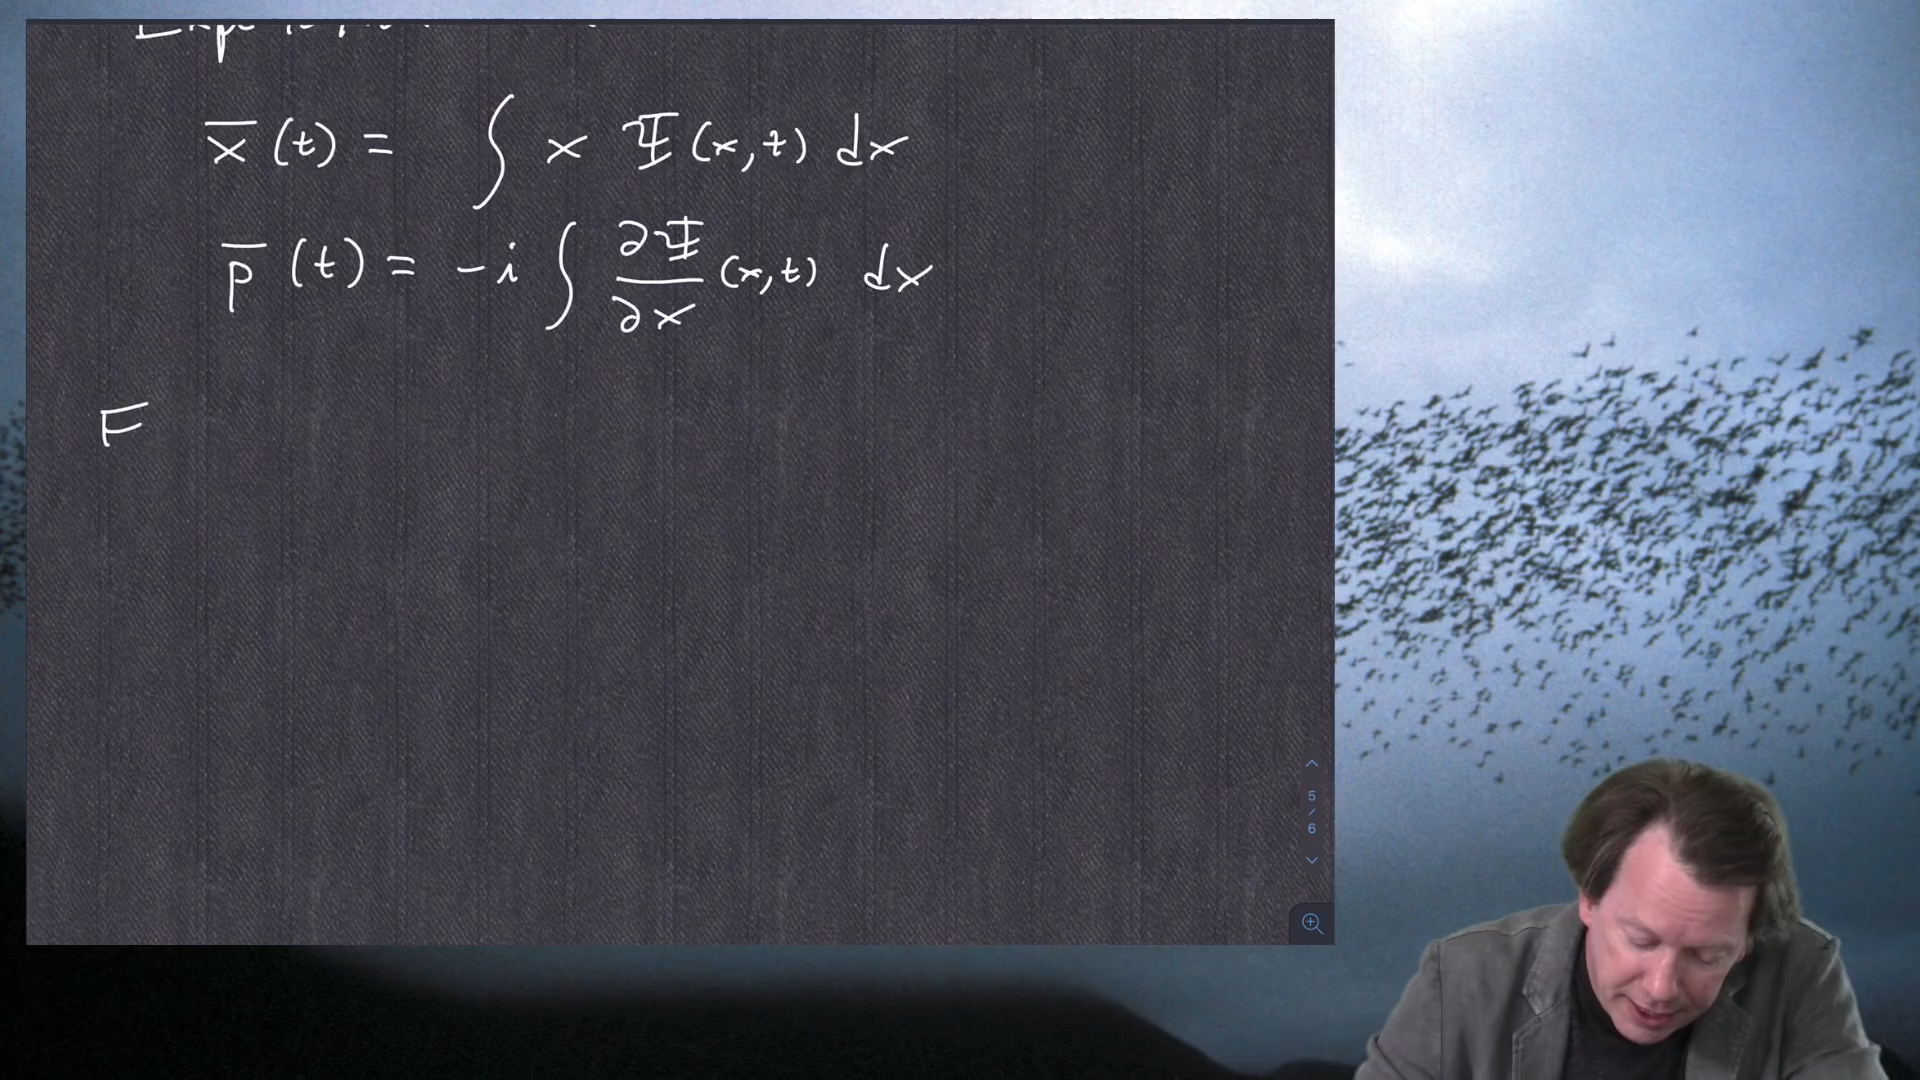 x̄ (t) = ∫ x Ψ (x,t) dx
p̄ (t) = -i ∫ ∂Ψ/∂x (x,t) dx
F
5
/
6